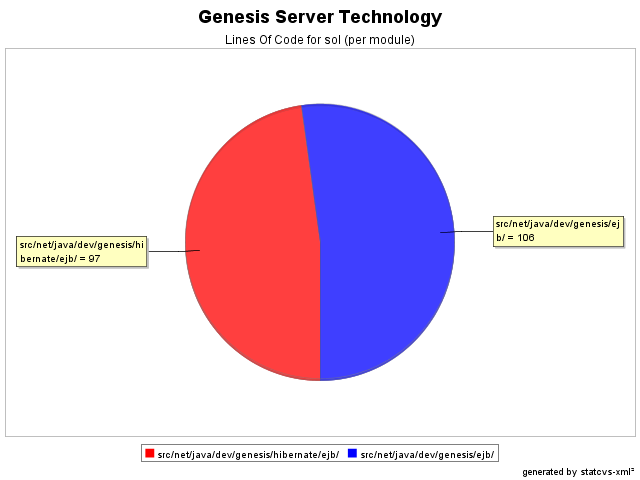 Genesis Server Technology
Lines Of Code for sol (per module)
src/net/java/dev/genesis/ej
b/ = 106
src/net/java/dev/genesis/hi
bernate/ejb/ = 97
src/net/java/dev/genesis/hibernate/ejb/ src/net/java/dev/genesis/ejb/
generated by statcvs-xml²